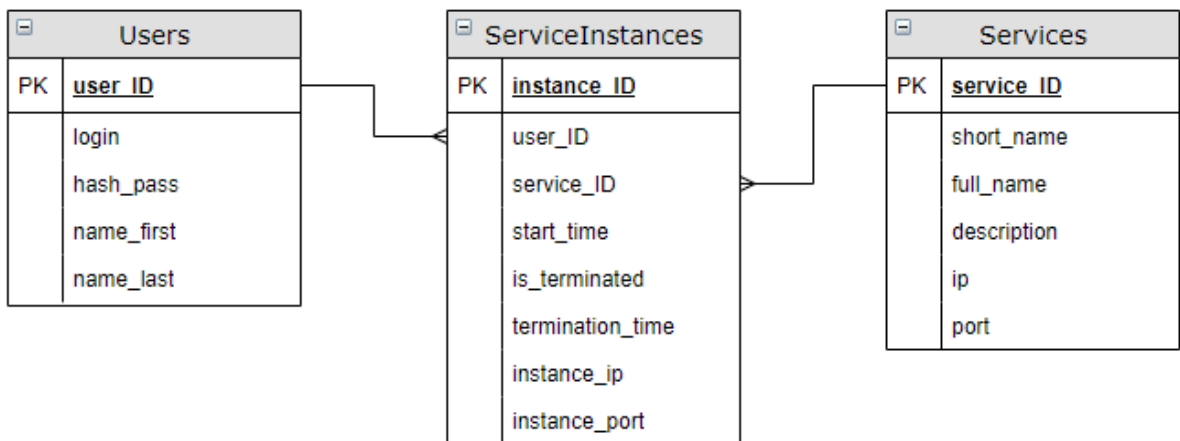 Users
PK user_ID
login
hash_pass
name_first
name_last
ServiceInstances
PK instance_ID
user_ID
service_ID
start_time
is_terminated
termination_time
instance_ip
instance_port
Services
PK service_ID
short_name
full_name
description
ip
port